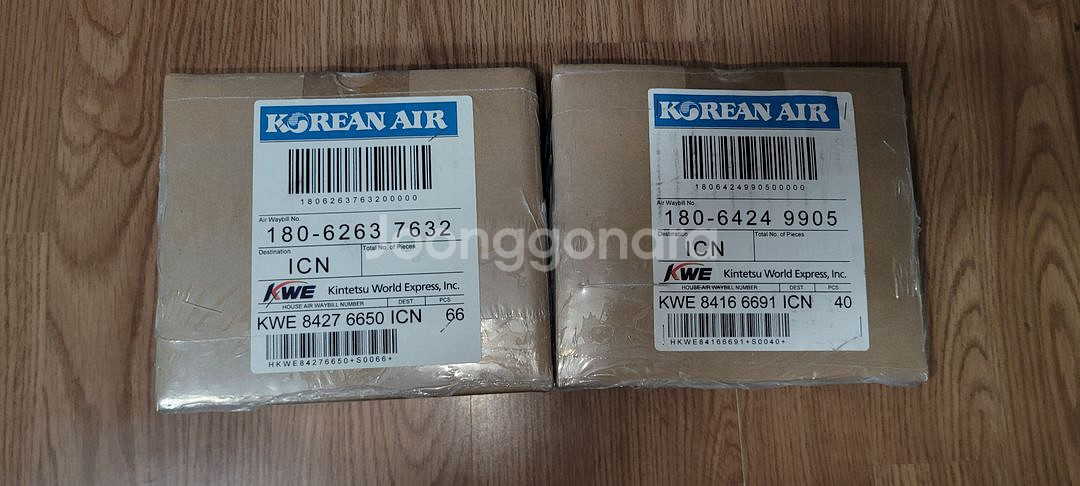 KOREAN AIR
180626376320000​0
Air Waybill No.
180-6263 7632
Destination
Total No. of Pieces
ICN
KWE Kintetsu World Express, Inc.
HOUSE AIR WAYBILL NUMBER DEST. PCS
KWE 8427 6650 ICN 66
HKWE84276650+S0066+
KOREAN AIR
1806424990500000
Air Waybill No.
180-6424 9905
Destination
Total No. of Pieces
ICN
KWE Kintetsu World Express, Inc.
HOUSE AIR WAYBILL NUMBER DEST. PCS
KWE 8416 6691 ICN 40
HKWE84166691+S0040+
Joonggonara